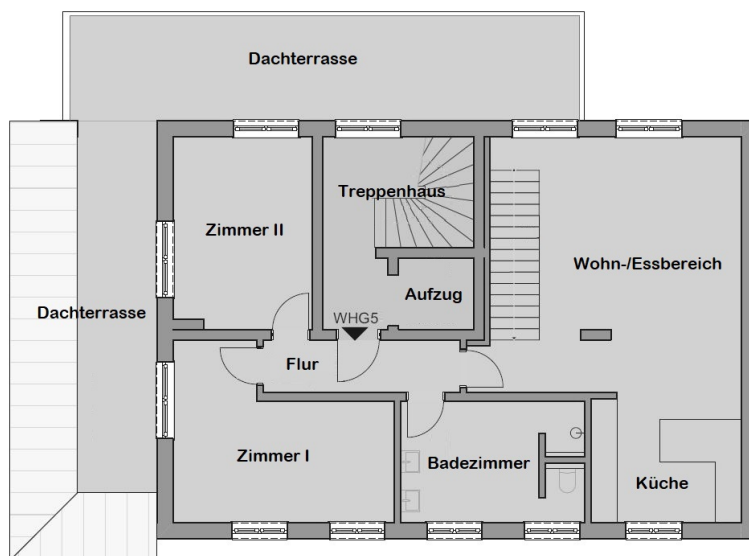 Dachterrasse
Treppenhaus
Zimmer II
Wohn-/Essbereich
Aufzug
Dachterrasse
WHG5
Flur
Zimmer I
Badezimmer
Küche